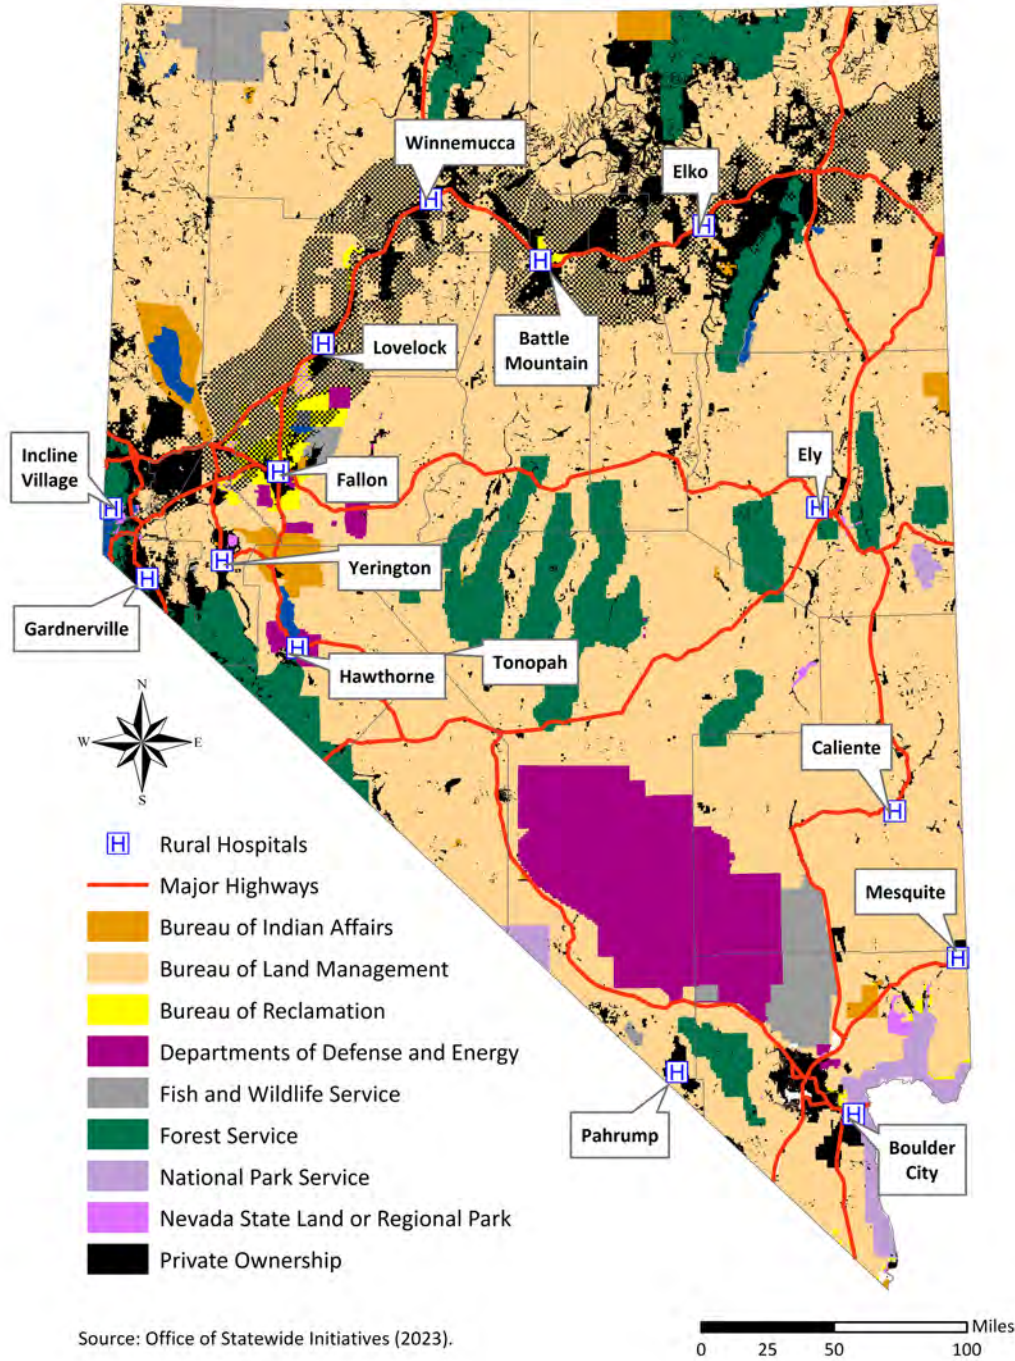 Winnemucca
Elko
Lovelock
Battle
Mountain
Incline
Village
Fallon
Ely
Yerington
Gardnerville
Hawthorne
Tonopah
N
W
E
S
Caliente
Mesquite
Pahrump
Boulder
City
H
H
H
H
H
H
H
H
H
H
H
H
H
H
H Rural Hospitals
Major Highways
Bureau of Indian Affairs
Bureau of Land Management
Bureau of Reclamation
Departments of Defense and Energy
Fish and Wildlife Service
Forest Service
National Park Service
Nevada State Land or Regional Park
Private Ownership
Source: Office of Statewide Initiatives (2023).
Miles
0 25 50 100